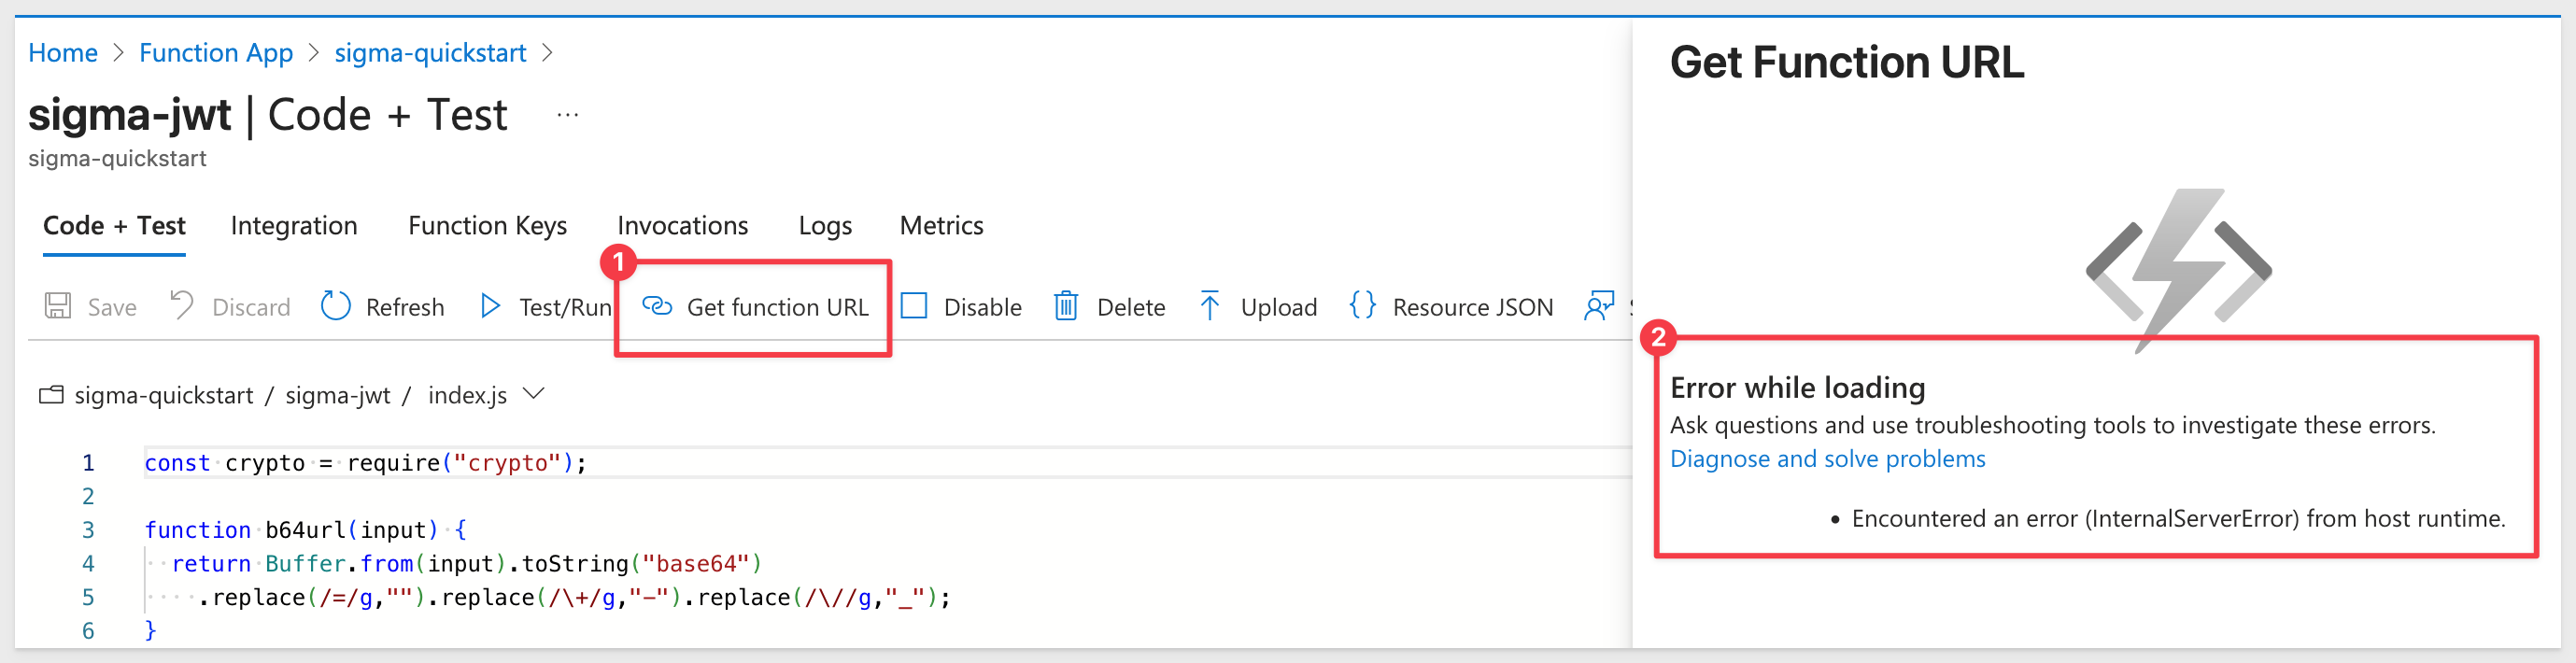 Home > Function App > sigma-quickstart >
sigma-jwt | Code + Test ...
sigma-quickstart
Code + Test Integration Function Keys Invocations Logs Metrics
1
Save Discard Refresh Test/Run Get function URL Disable Delete Upload {} Resource JSON
sigma-quickstart / sigma-jwt / index.js
1 const crypto = require("crypto");
2
3 function b64url(input) {
4 return Buffer.from(input).toString("base64")
5 .replace(/=/g,"").replace(/\+/g,"-").replace(/\//g,"_");
6 }
Get Function URL
2
Error while loading
Ask questions and use troubleshooting tools to investigate these errors.
Diagnose and solve problems
• Encountered an error (InternalServerError) from host runtime.